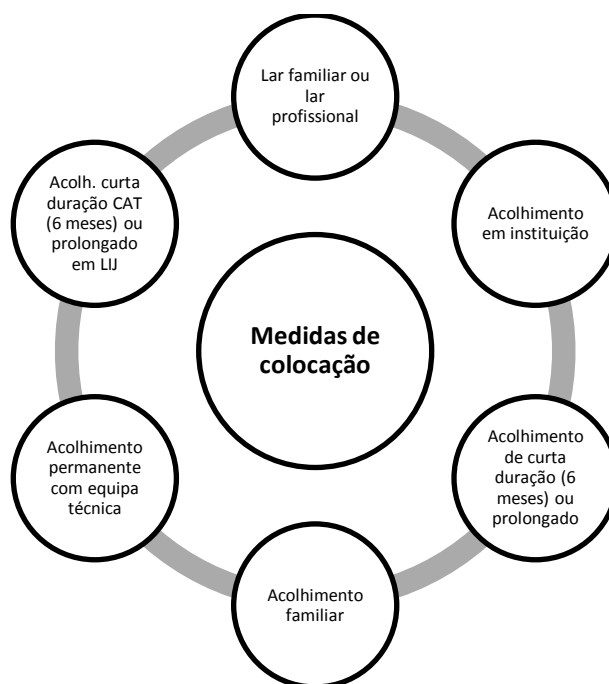 Lar familiar ou
lar
profissional
Acolhimento
em instituição
Acolhimento
de curta
duração (6
meses) ou
prolongado
Acolhimento
familiar
Acolhimento
permanente
com equipa
técnica
Acolh. curta
duração CAT
(6 meses) ou
prolongado
em LIJ
Medidas de
colocação